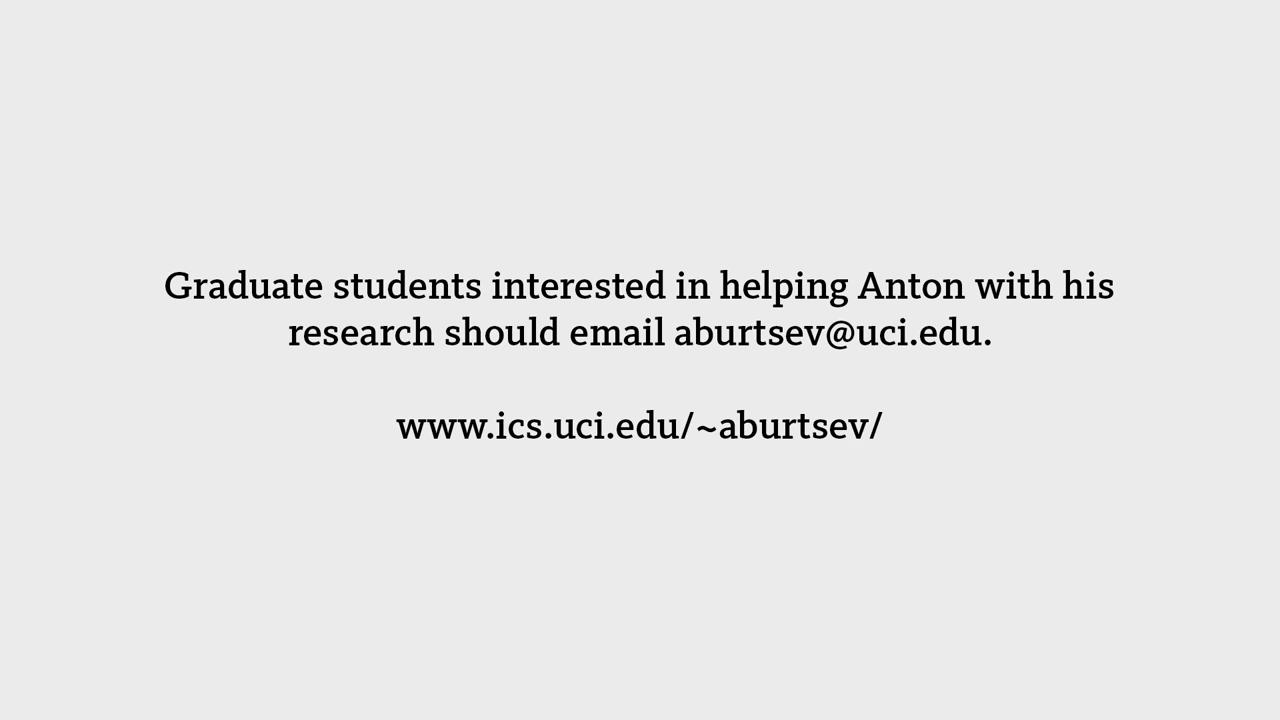 Graduate students interested in helping Anton with his
research should email aburtsev@uci.edu.
www.ics.uci.edu/~aburtsev/